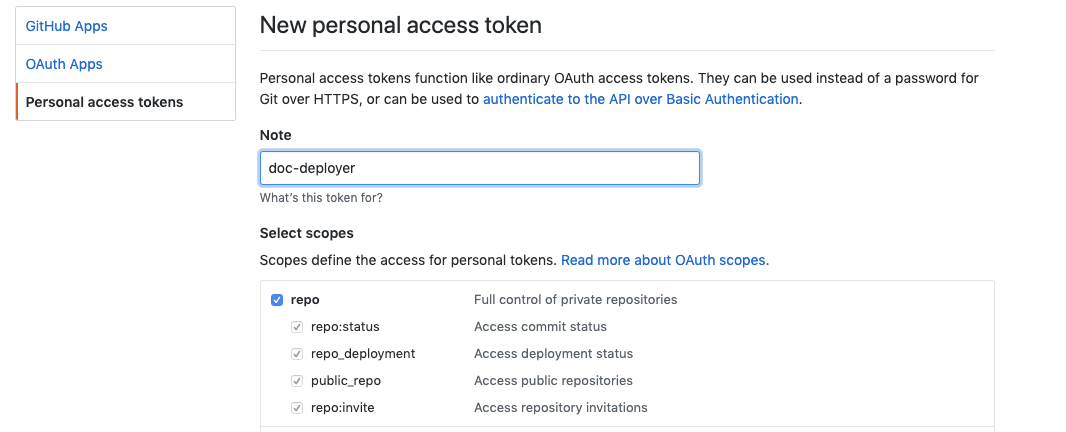 GitHub Apps
OAuth Apps
Personal access tokens
New personal access token
Personal access tokens function like ordinary OAuth access tokens. They can be used instead of a password for
Git over HTTPS, or can be used to authenticate to the API over Basic Authentication.
Note
doc-deployer
What's this token for?
Select scopes
Scopes define the access for personal tokens. Read more about OAuth scopes.
repo Full control of private repositories
repo:status Access commit status
repo_deployment Access deployment status
public_repo Access public repositories
repo:invite Access repository invitations